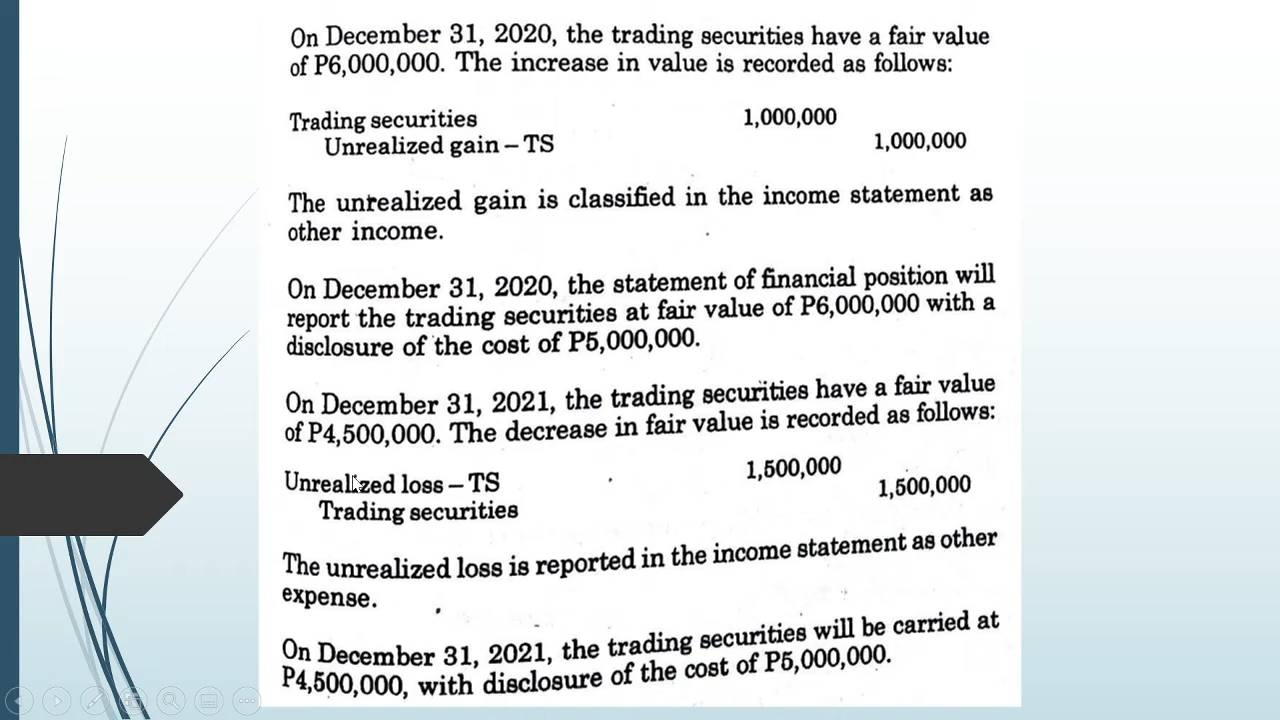 On December 31, 2020, the trading securities have a fair value
of P6,000,000. The increase in value is recorded as follows:
Trading securities 1,000,000
Unrealized gain – TS 1,000,000
The unrealized gain is classified in the income statement as
other income.
On December 31, 2020, the statement of financial position will
report the trading securities at fair value of P6,000,000 with a
disclosure of the cost of P5,000,000.
On December 31, 2021, the trading securities have a fair value
of P4,500,000. The decrease in fair value is recorded as follows:
Unrealized loss – TS 1,500,000
Trading securities 1,500,000
The unrealized loss is reported in the income statement as other
expense.
On December 31, 2021, the trading securities will be carried at
P4,500,000, with disclosure of the cost of P5,000,000.